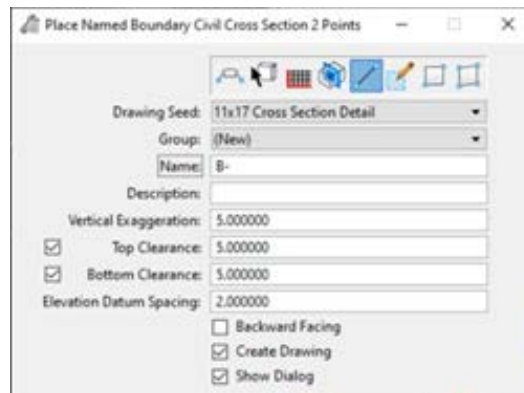 Place Named Boundary Civil Cross Section 2 Points
Drawing Seed: 11x17 Cross Section Detail
Group: (New)
Name: B-
Description:
Vertical Exaggeration: 5.000000
Top Clearance: 5.000000
Bottom Clearance: 5.000000
Elevation Datum Spacing: 2.000000
Backward Facing
Create Drawing
Show Dialog